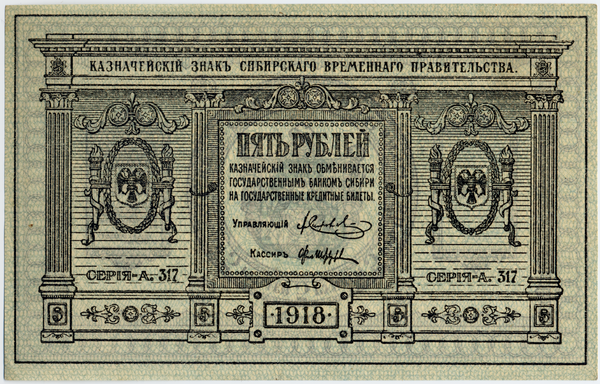 КАЗНАЧЕЙСКІЙ ЗНАКЪ СИБИРСКАГО ВРЕМЕННАГО ПРАВИТЕЛЬСТВА.
ПЯТЬ РУБЛЕЙ
КАЗНАЧЕЙСКІЙ ЗНАКЪ ОБМѢНИВАЕТСЯ
ГОСУДАРСТВЕННЫМЪ БАНКОМЪ СИБИРИ
НА ГОСУДАРСТВЕННЫЕ КРЕДИТНЫЕ БИЛЕТЫ.
УПРАВЛЯЮЩІЙ
КАССИРЪ
СЕРІЯ-А. 317
СЕРІЯ-А. 317
5
5
5
5
·1918·